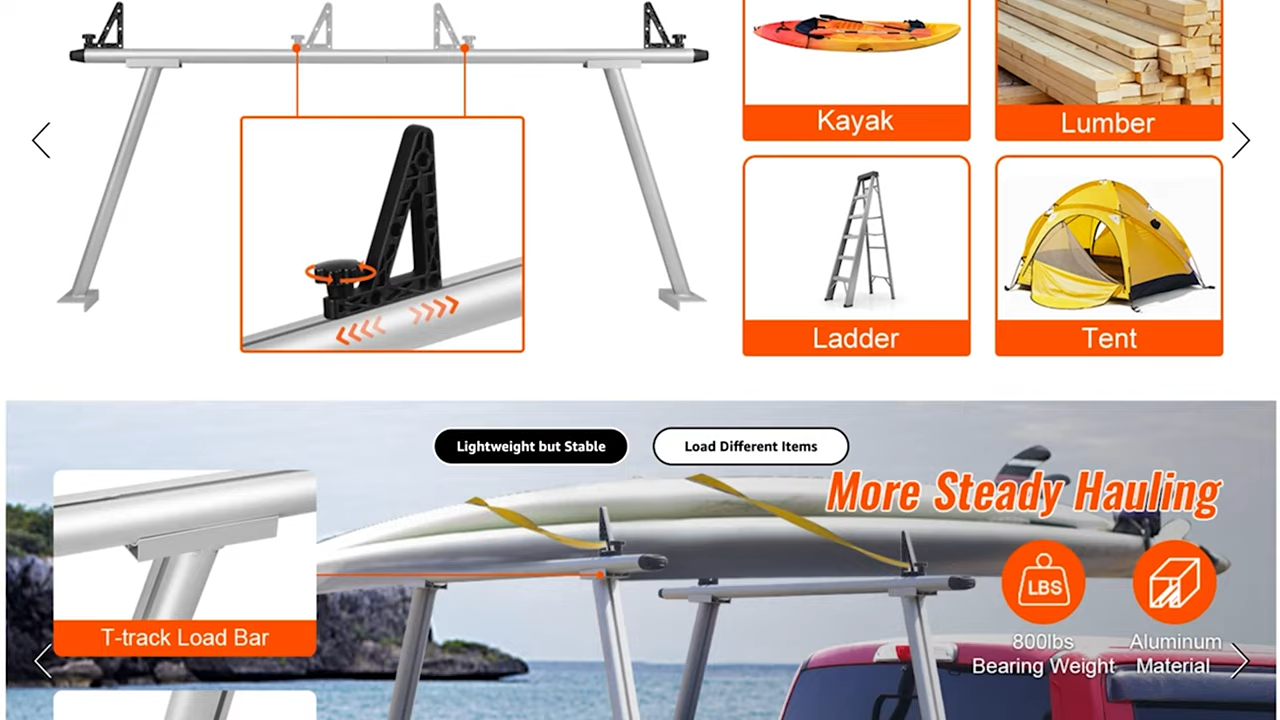 Kayak
Lumber
Ladder
Tent
Lightweight but Stable
Load Different Items
More Steady Hauling
LBS
T-track Load Bar
800lbs
Bearing Weight
Aluminum
Material